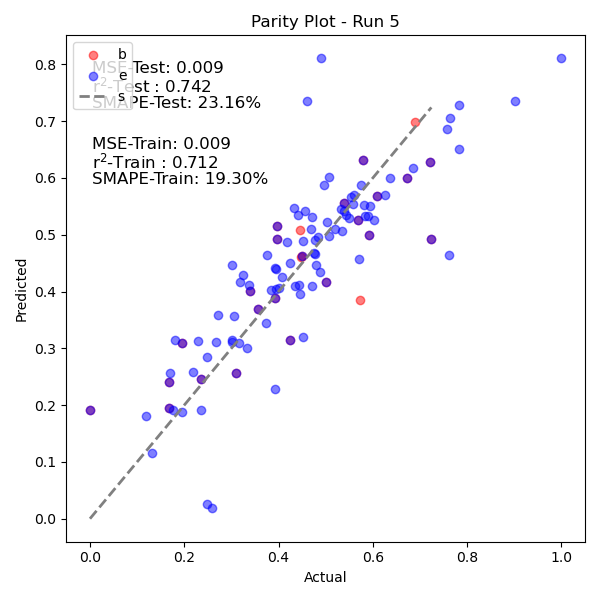 Parity Plot - Run 5
b
e
s
MSE-Test: 0.009
r²-Test : 0.742
SMAPE-Test: 23.16%
MSE-Train: 0.009
r²-Train : 0.712
SMAPE-Train: 19.30%
Predicted
0.8
0.7
0.6
0.5
0.4
0.3
0.2
0.1
0.0
0.0 0.2 0.4 0.6 0.8 1.0
Actual